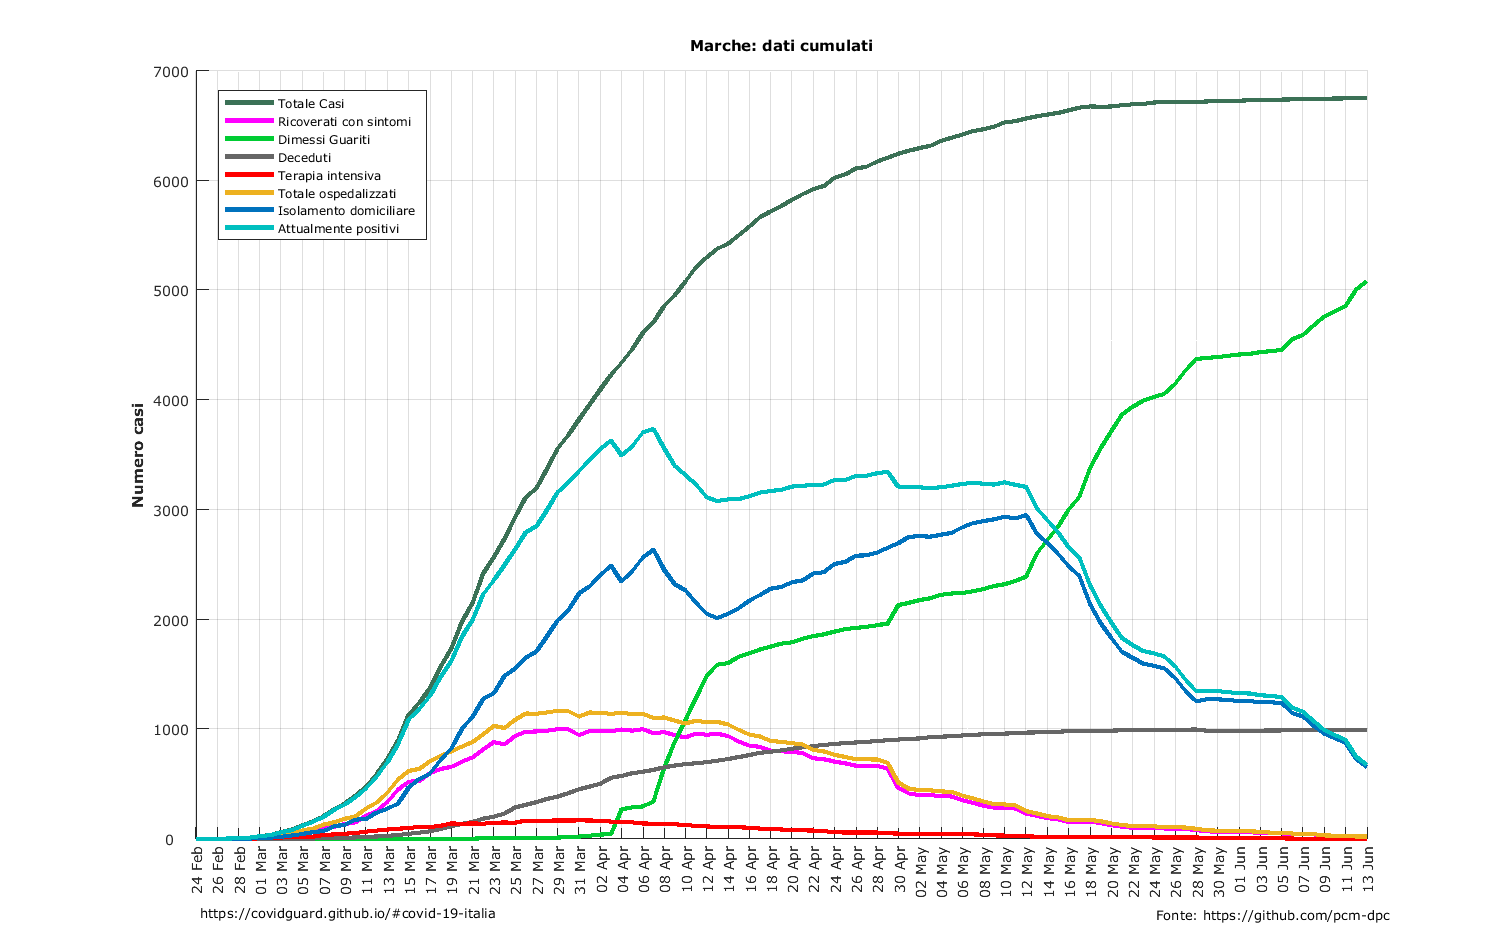 Marche: dati cumulati
Numero casi
7000
6000
5000
4000
3000
2000
1000
0
Totale Casi
Ricoverati con sintomi
Dimessi Guariti
Deceduti
Terapia intensiva
Totale ospedalizzati
Isolamento domiciliare
Attualmente positivi
24 Feb
26 Feb
28 Feb
01 Mar
03 Mar
05 Mar
07 Mar
09 Mar
11 Mar
13 Mar
15 Mar
17 Mar
19 Mar
21 Mar
23 Mar
25 Mar
27 Mar
29 Mar
31 Mar
02 Apr
04 Apr
06 Apr
08 Apr
10 Apr
12 Apr
14 Apr
16 Apr
18 Apr
20 Apr
22 Apr
24 Apr
26 Apr
28 Apr
30 Apr
02 May
04 May
06 May
08 May
10 May
12 May
14 May
16 May
18 May
20 May
22 May
24 May
26 May
28 May
30 May
01 Jun
03 Jun
05 Jun
07 Jun
09 Jun
11 Jun
13 Jun
https://covidguard.github.io/#covid-19-italia
Fonte: https://github.com/pcm-dpc